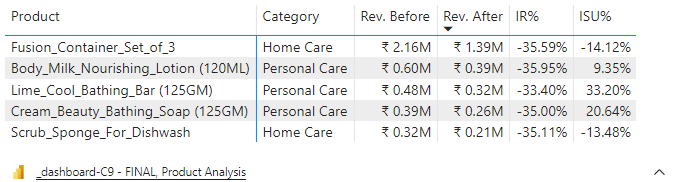 Product Category Rev. Before Rev. After IR% ISU%
Fusion_Container_Set_of_3 Home Care ₹ 2.16M ₹ 1.39M -35.59% -14.12%
Body_Milk_Nourishing_Lotion (120ML) Personal Care ₹ 0.60M ₹ 0.39M -35.95% 9.35%
Lime_Cool_Bathing_Bar (125GM) Personal Care ₹ 0.48M ₹ 0.32M -33.40% 33.20%
Cream_Beauty_Bathing_Soap (125GM) Personal Care ₹ 0.39M ₹ 0.26M -35.00% 20.64%
Scrub_Sponge_For_Dishwash Home Care ₹ 0.32M ₹ 0.21M -35.11% -13.48%
_dashboard-C9 - FINAL, Product Analysis